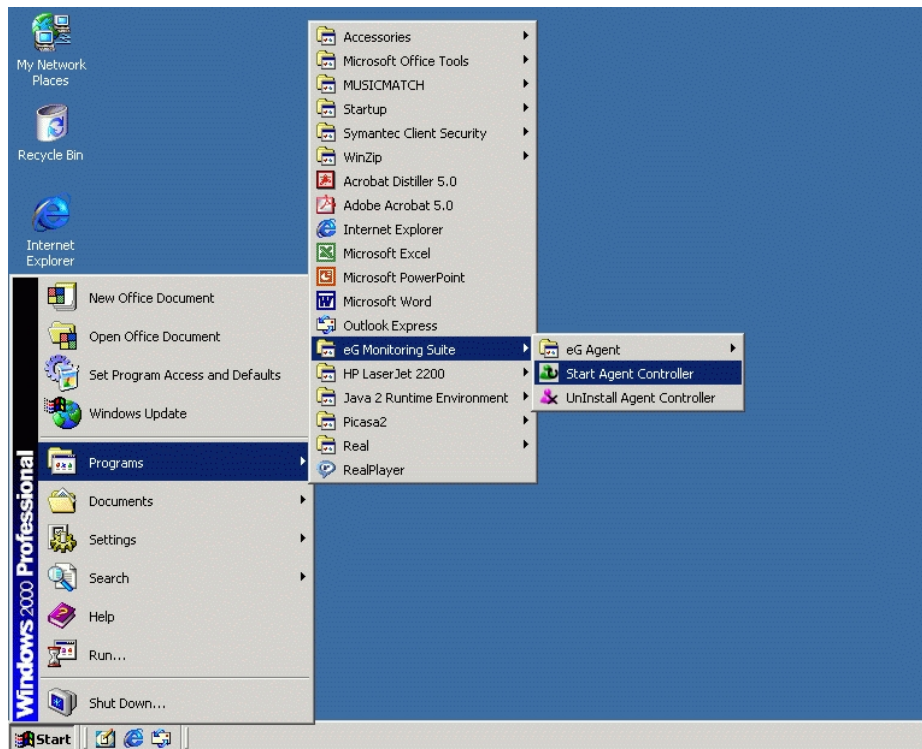 My Network
Places
Recycle Bin
Internet
Explorer
New Office Document
Open Office Document
Set Program Access and Defaults
Windows Update
Programs
Documents
Settings
Search
Help
Run...
Shut Down...
Windows 2000 Professional
Accessories
Microsoft Office Tools
MUSICMATCH
Startup
Symantec Client Security
WinZip
Acrobat Distiller 5.0
Adobe Acrobat 5.0
Internet Explorer
Microsoft Excel
Microsoft PowerPoint
Microsoft Word
Outlook Express
eG Monitoring Suite
HP LaserJet 2200
Java 2 Runtime Environment
Picasa2
Real
RealPlayer
eG Agent
Start Agent Controller
UnInstall Agent Controller
Start